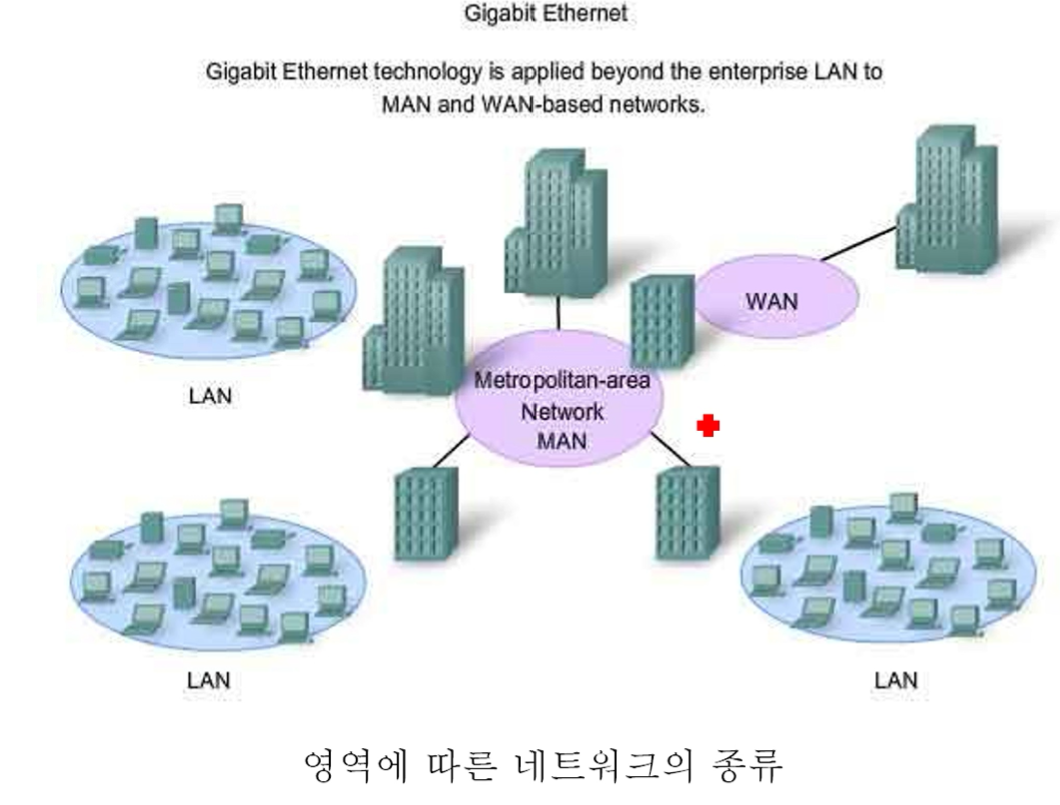 Gigabit Ethernet
Gigabit Ethernet technology is applied beyond the enterprise LAN to
MAN and WAN-based networks.
WAN
LAN
Metropolitan-area
Network
MAN
LAN
LAN
영역에 따른 네트워크의 종류